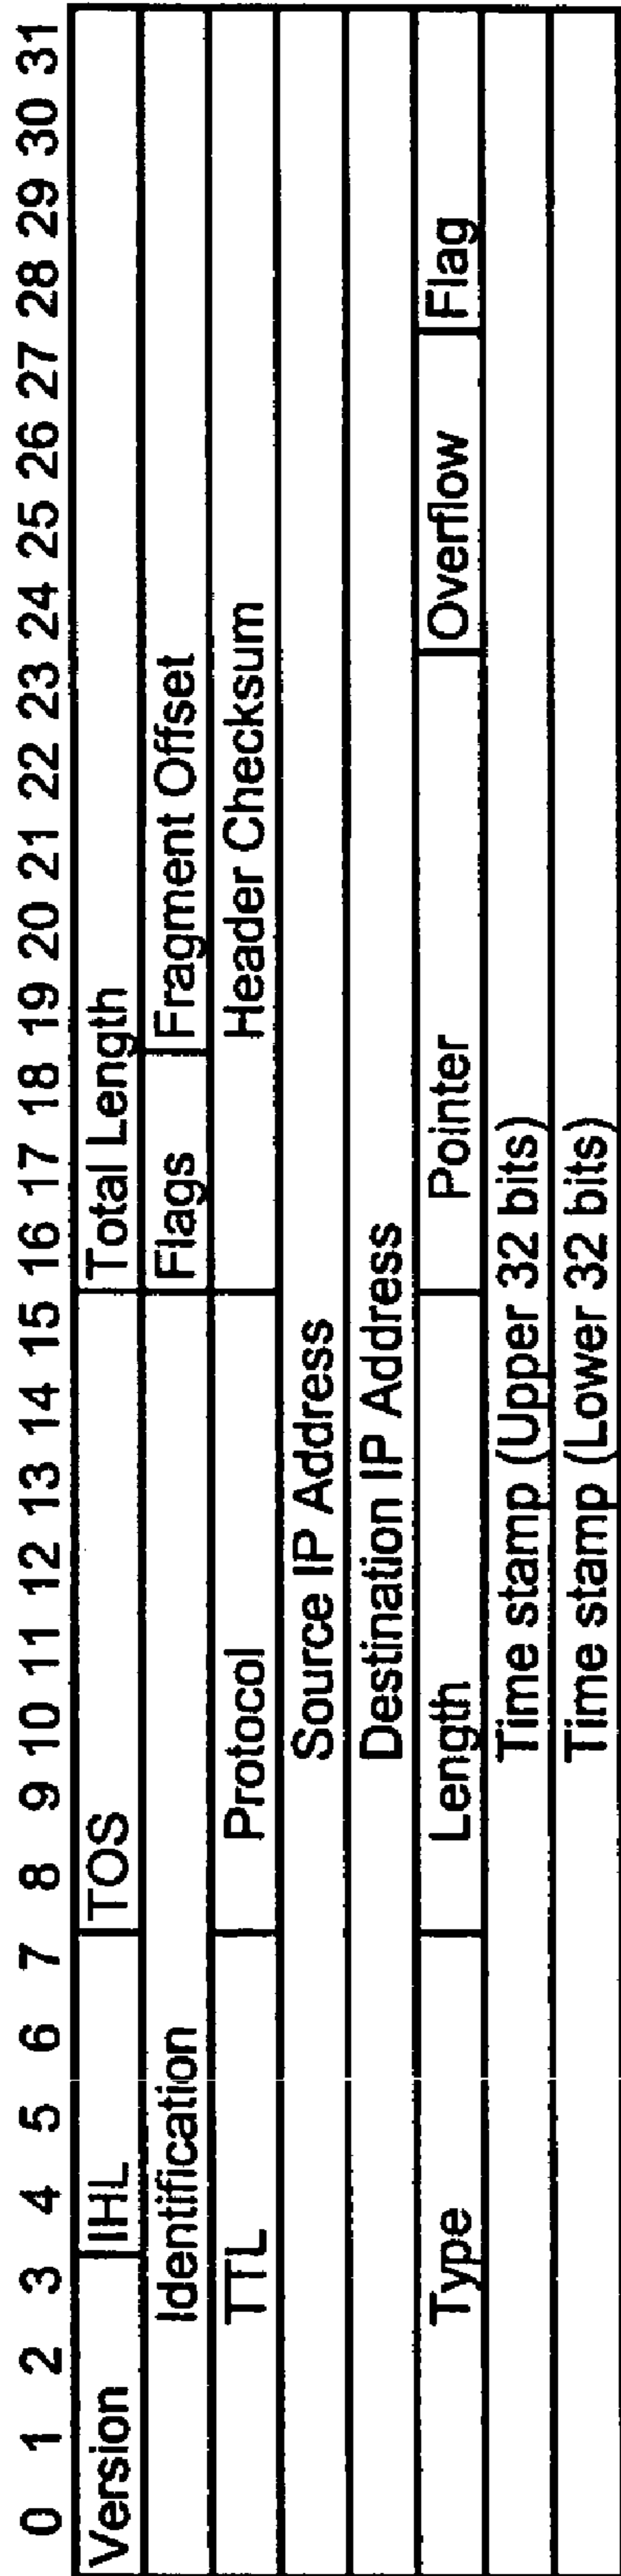 0 1 2 3 4 5 6 7 8 9 10 11 12 13 14 15 16 17 18 19 20 21 22 23 24 25 26 27 28 29 30 31
Version IHL TOS Total Length
Identification Flags Fragment Offset
TTL Protocol Header Checksum
Source IP Address
Destination IP Address
Type Length Pointer Overflow Flag
Time stamp (Upper 32 bits)
Time stamp (Lower 32 bits)